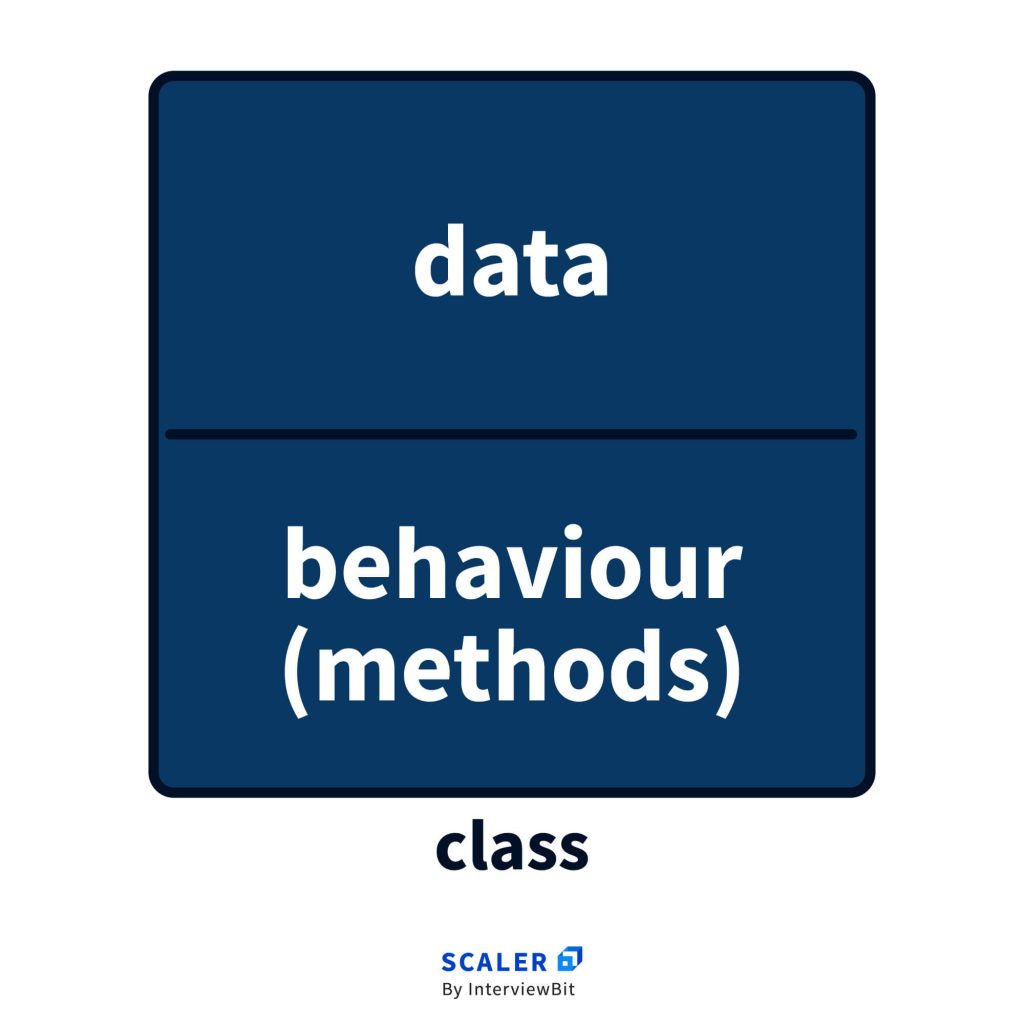 data
behaviour
(methods)
class
SCALER
By InterviewBit